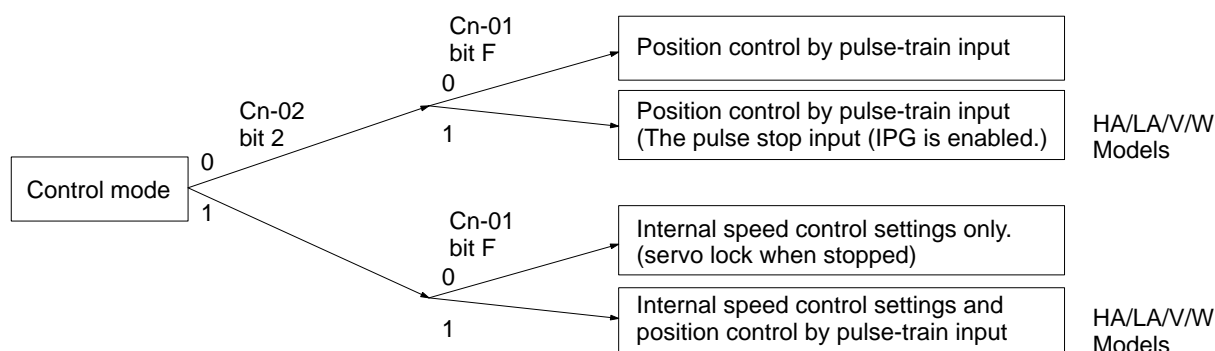 Cn-01
bit F
0
1
Position control by pulse-train input
Position control by pulse-train input
(The pulse stop input (IPG is enabled.)
HA/LA/V/W
Models
Cn-02
bit 2
0
1
Control mode
Cn-01
bit F
0
1
Internal speed control settings only.
(servo lock when stopped)
Internal speed control settings and
position control by pulse-train input
HA/LA/V/W
Models